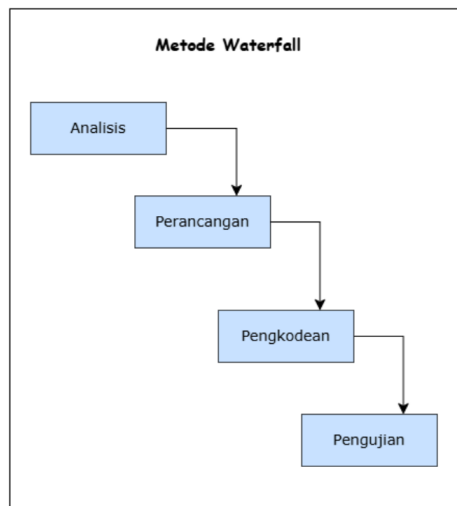 Metode Waterfall
Analisis
Perancangan
Pengkodean
Pengujian